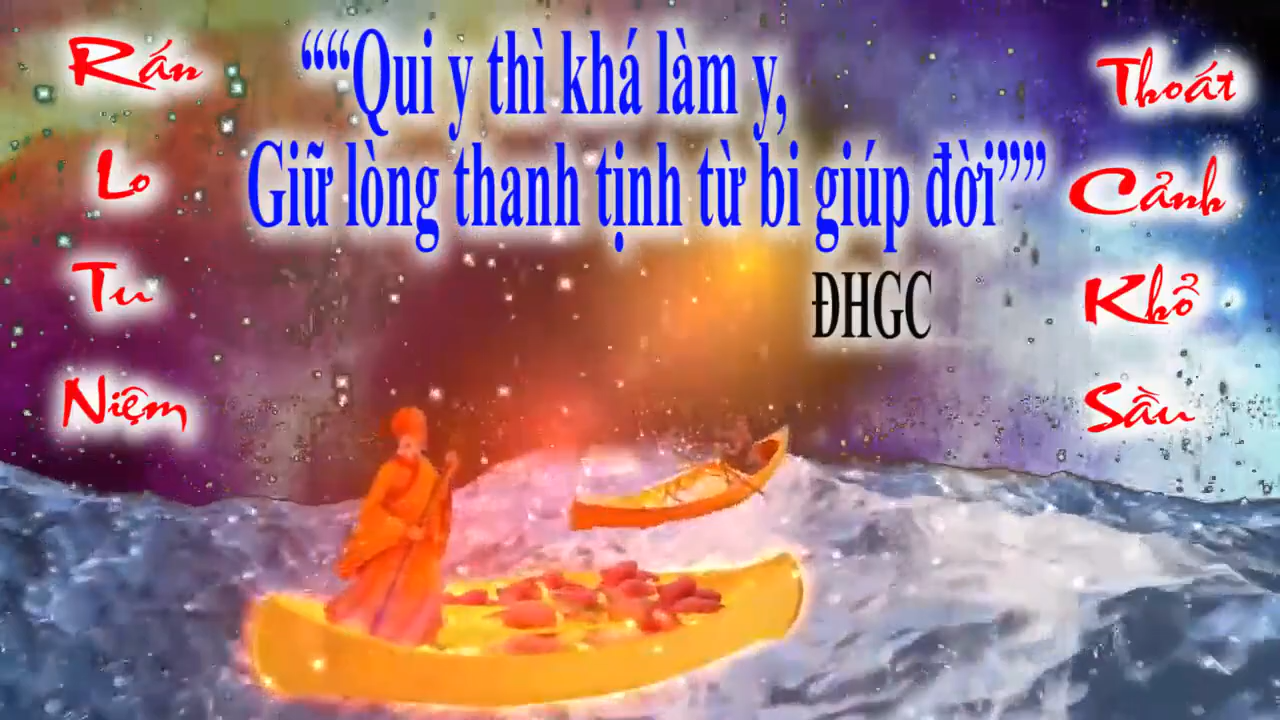 Rán
Lo
Tu
Niệm
““Qui y thì khá làm y,
Giữ lòng thanh tịnh từ bi giúp đời””
ĐHGC
Thoát
Cảnh
Khổ
Sầu